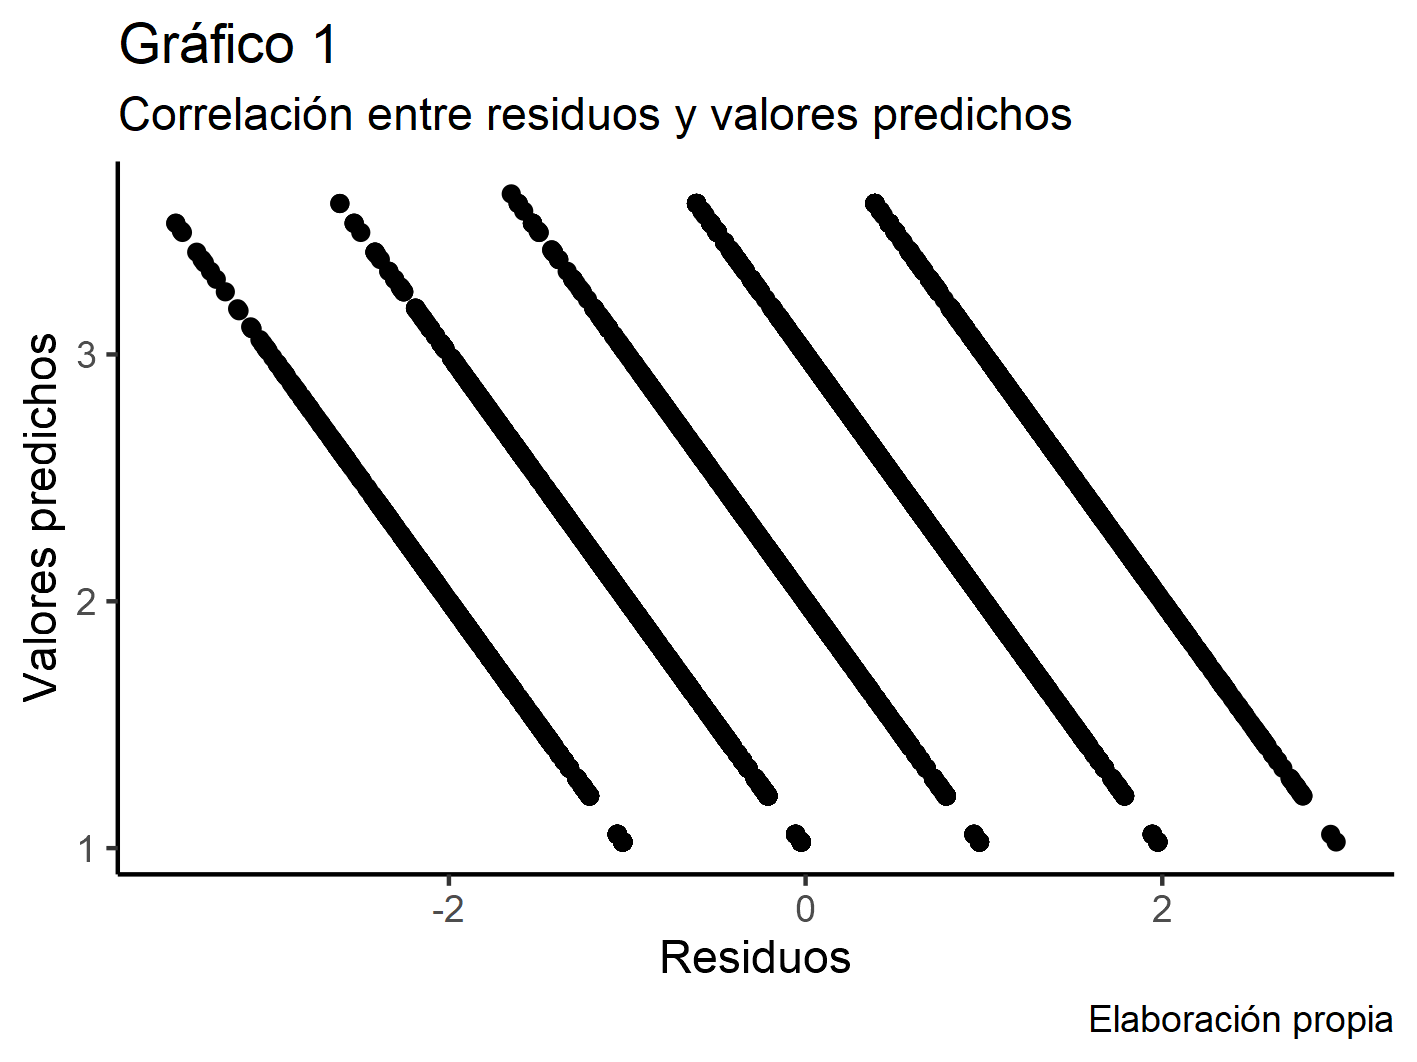 Gráfico 1
Correlación entre residuos y valores predichos
Valores predichos
3
2
1
-2
0
2
Residuos
Elaboración propia